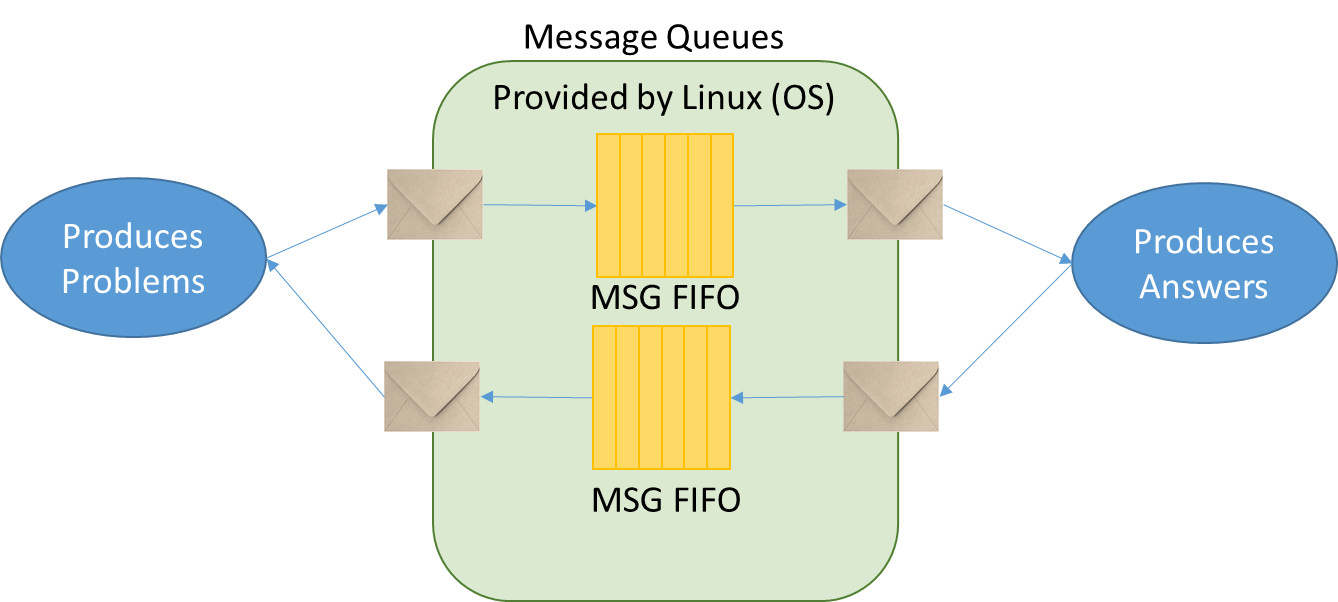 Message Queues
Provided by Linux (OS)
Produces
Problems
MSG FIFO
Produces
Answers
MSG FIFO